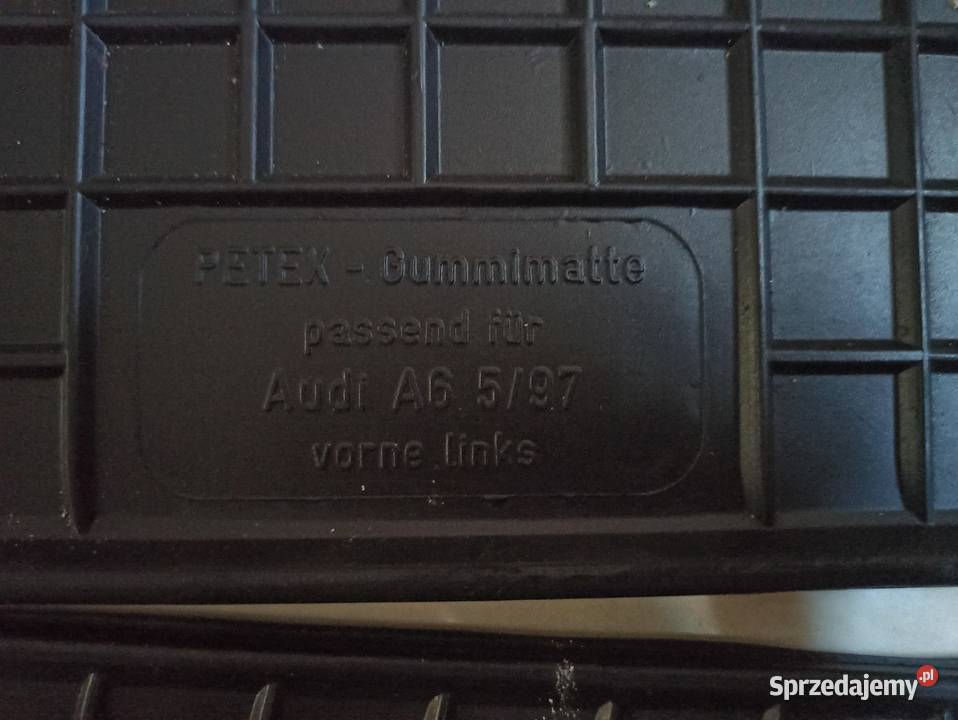 PETEX - Gummimatte
passend für
Audi A6 5/97
vorne links
Sprzedajemy.pl